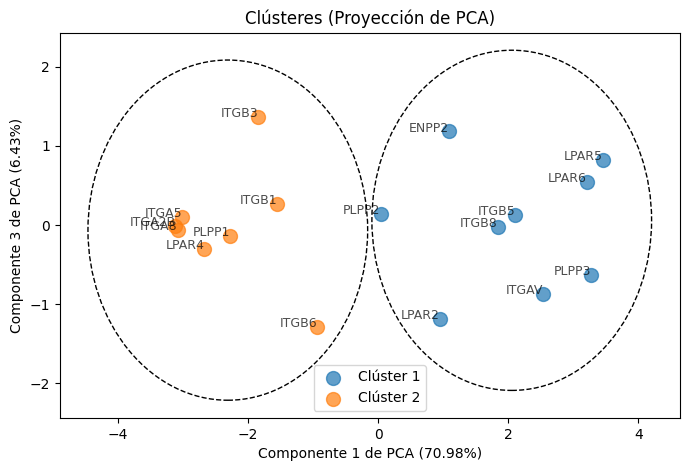 Clústeres (Proyección de PCA)
Componente 3 de PCA (6.43%)
2
1
0
−1
−2
ITGB3
ENPP2
LPAR5
LPAR6
ITGB1
PLPP2
ITGB5
ITGA5
ITGB8
PLPP1
LPAR4
PLPP3
ITGAV
LPAR2
ITGB6
Clúster 1
Clúster 2
−4
−2
0
2
4
Componente 1 de PCA (70.98%)